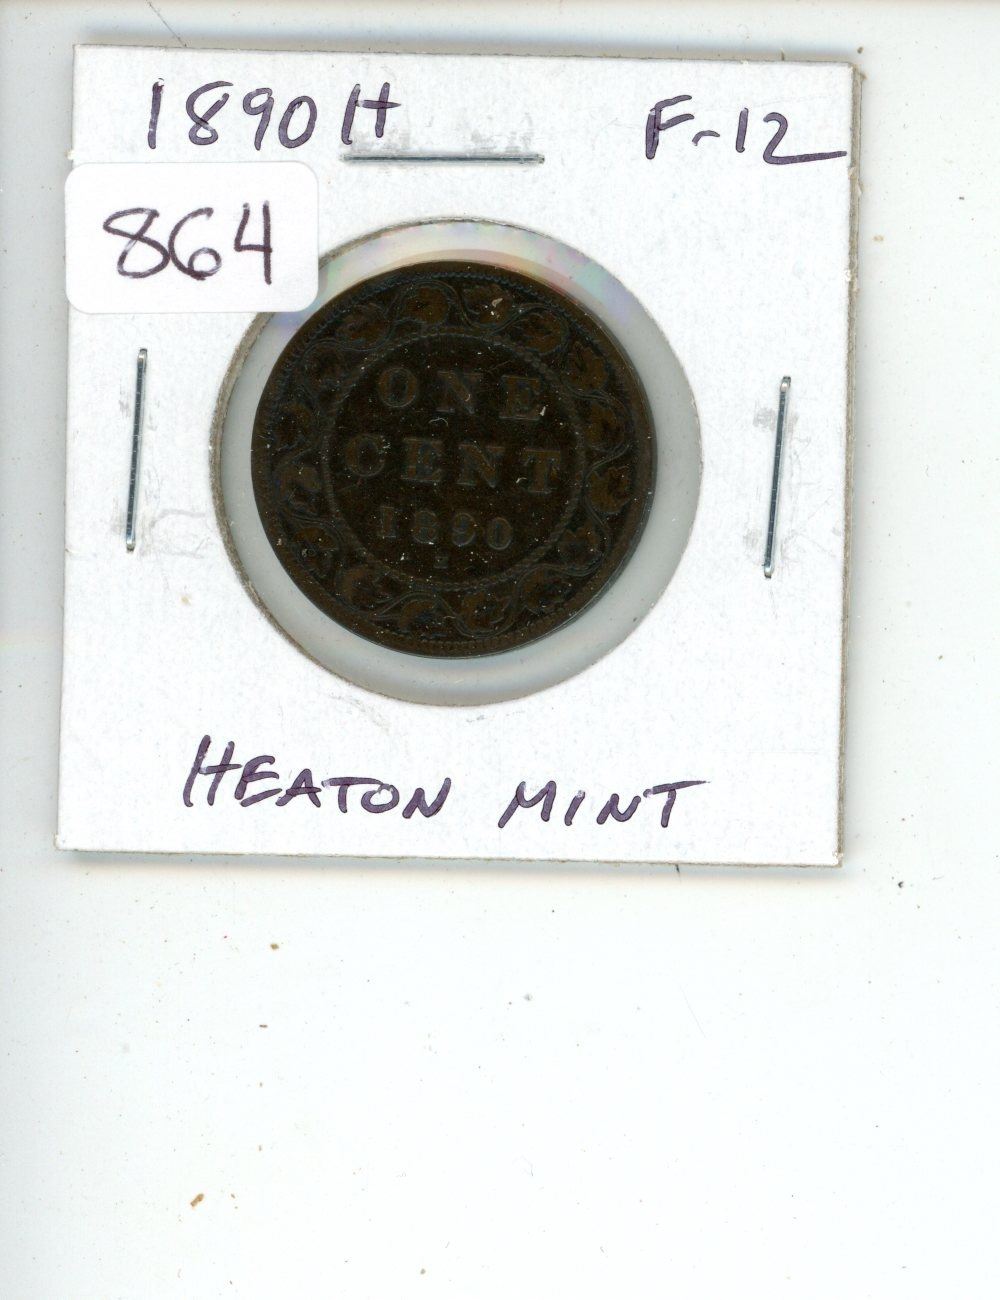 1890 H F-12
864
ONE
CENT
1890
H
HEATON MINT